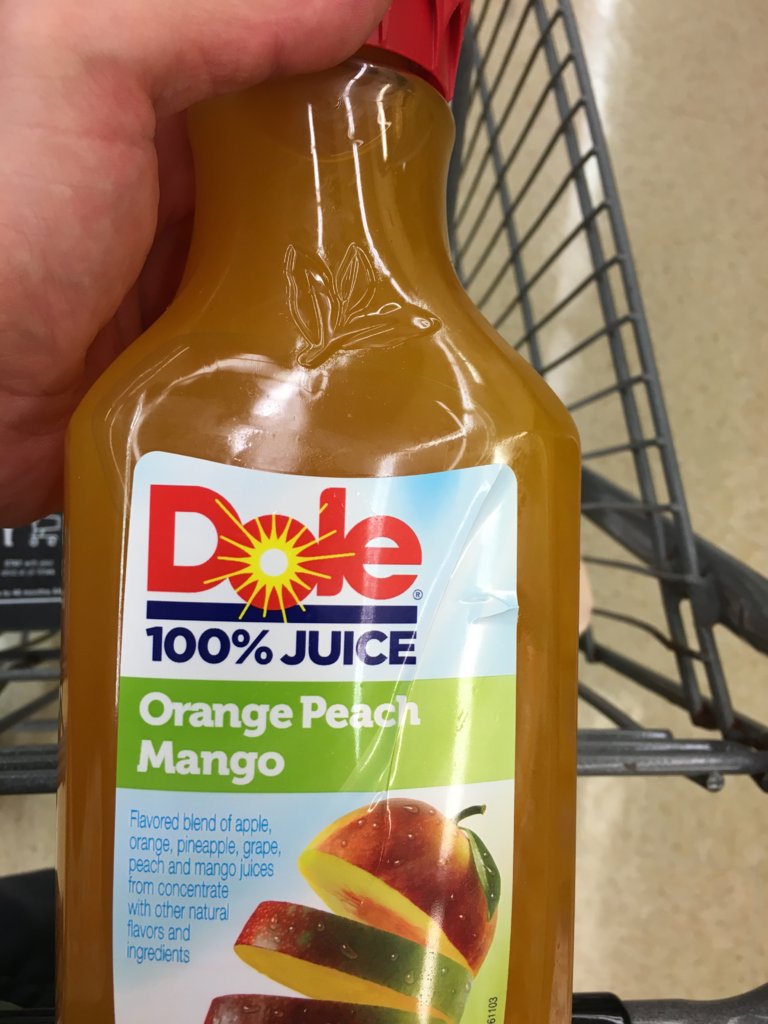 Dole®
100% JUICE
Orange Peach
Mango
Flavored blend of apple,
orange, pineapple, grape,
peach and mango juices
from concentrate
with other natural
flavors and
ingredients
61103